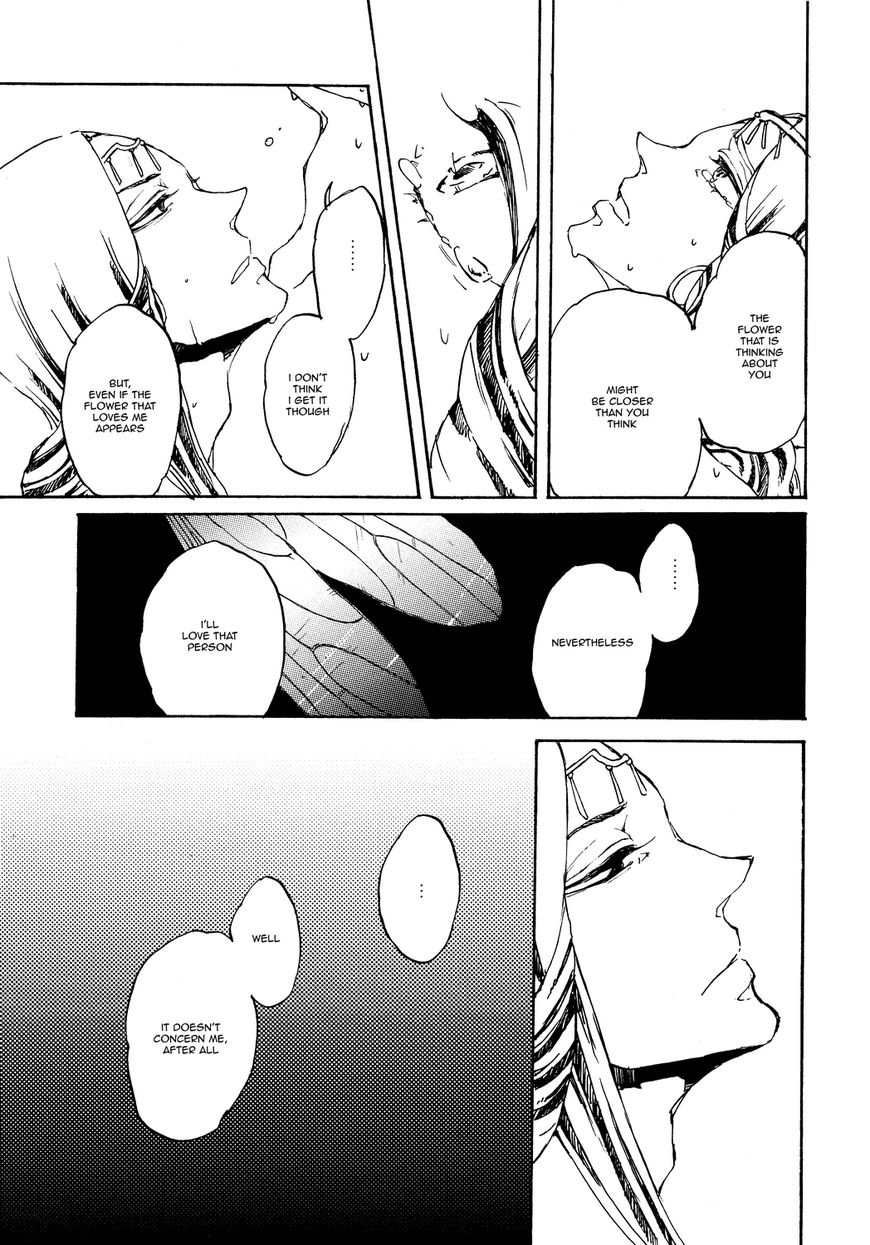 THE
FLOWER
THAT IS
THINKING
ABOUT
YOU
MIGHT
BE CLOSER
THAN YOU
THINK
......
I DON'T
THINK
I GET IT
THOUGH
BUT,
EVEN IF THE
FLOWER THAT
LOVES ME
APPEARS
......
NEVERTHELESS
I'LL
LOVE THAT
PERSON
...
WELL
IT DOESN'T
CONCERN ME,
AFTER ALL